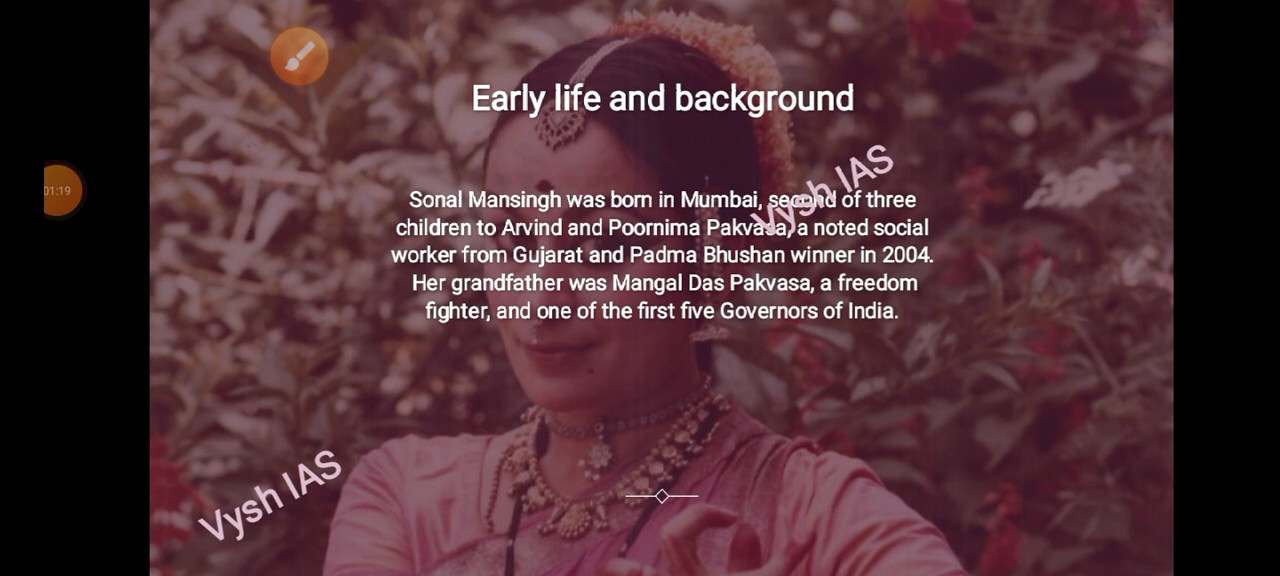 Early life and background
01:19
Vysh IAS
Sonal Mansingh was born in Mumbai, second of three
children to Arvind and Poornima Pakvasa, a noted social
worker from Gujarat and Padma Bhushan winner in 2004.
Her grandfather was Mangal Das Pakvasa, a freedom
fighter, and one of the first five Governors of India.
Vysh IAS